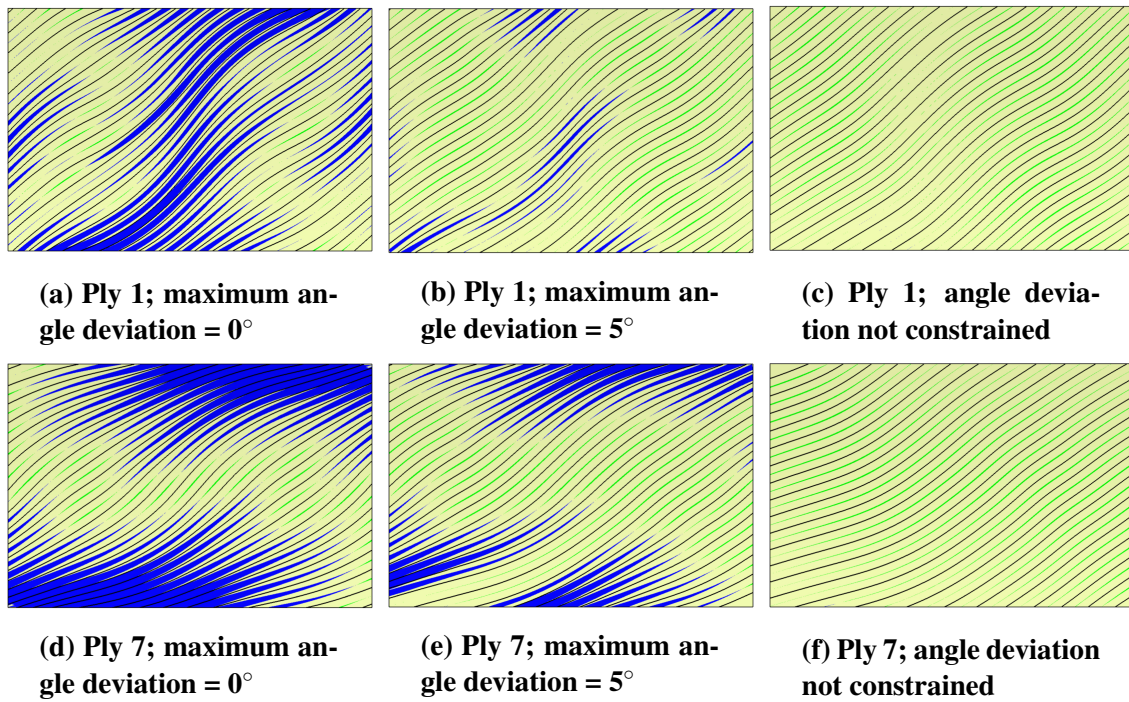 (a) Ply 1; maximum an-
gle deviation = 0°
(b) Ply 1; maximum an-
gle deviation = 5°
(c) Ply 1; angle devia-
tion not constrained
(d) Ply 7; maximum an-
gle deviation = 0°
(e) Ply 7; maximum an-
gle deviation = 5°
(f) Ply 7; angle deviation
not constrained